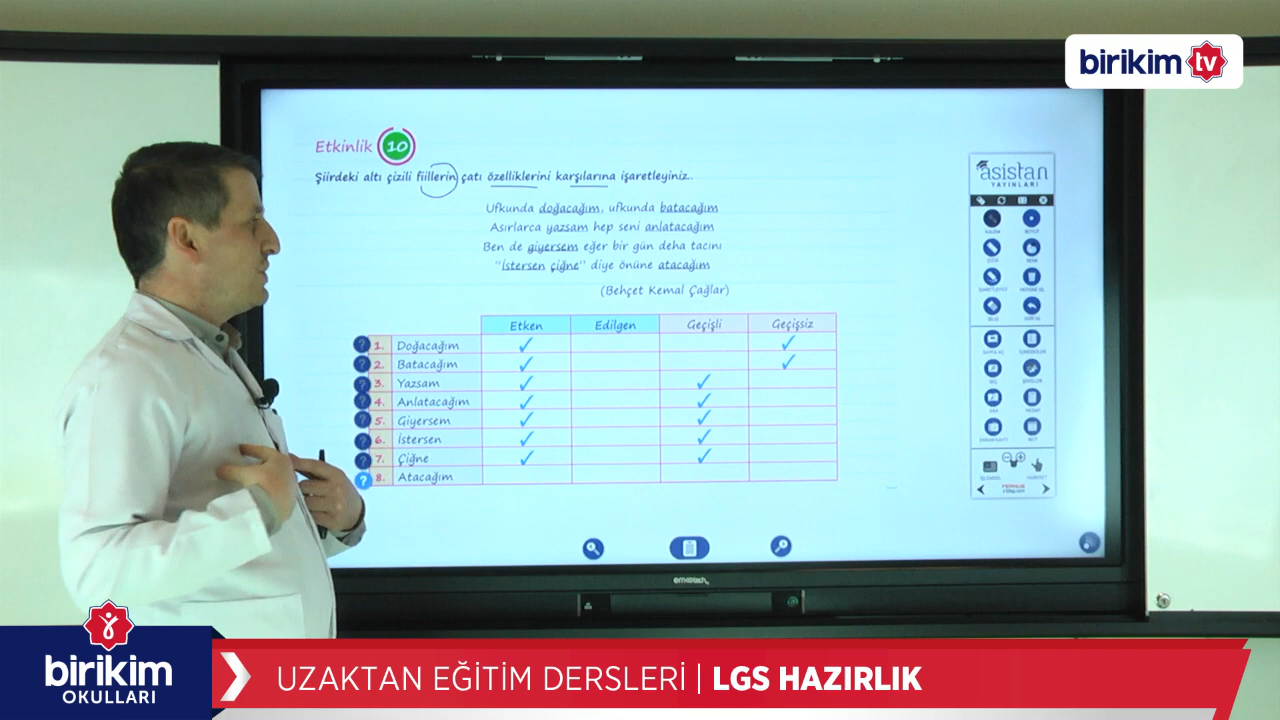 birikim tv
Etkinlik 10
Şiirdeki altı çizili fiillerin çatı özelliklerini karşılarına işaretleyiniz.
Ufkunda doğacağım, ufkunda batacağım
Asırlarca yazsam hep seni anlatacağım
Ben de giyersem eğer bir gün deha tacını
"İstersen çiğne" diye önüne atacağım
(Behçet Kemal Çağlar)
Etken Edilgen Geçişli Geçişsiz
? 1. Doğacağım ✓ ✓
? 2. Batacağım ✓ ✓
? 3. Yazsam ✓ ✓
? 4. Anlatacağım ✓ ✓
? 5. Giyersem ✓ ✓
? 6. İstersen ✓ ✓
? 7. Çiğne ✓ ✓
? 8. Atacağım
asistan
YAYINLARI
birikim
OKULLARI
UZAKTAN EĞİTİM DERSLERİ | LGS HAZIRLIK